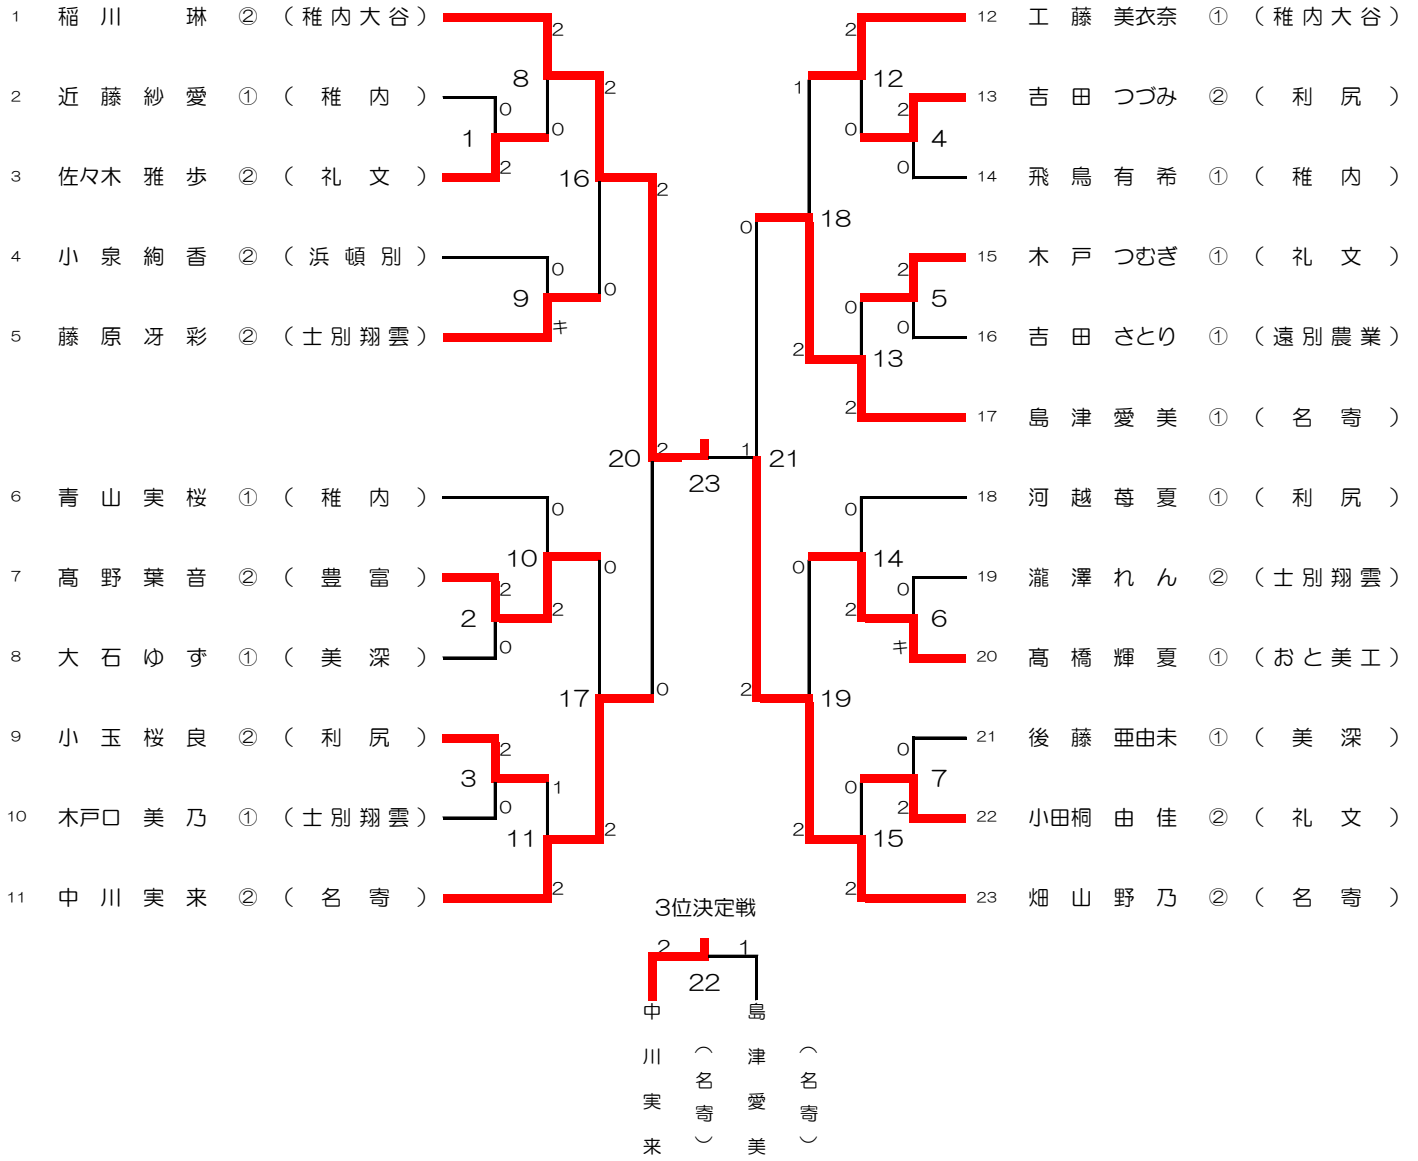 1 稲川 琳 ② (稚内大谷)
2 近藤紗愛 ① (稚内)
3 佐々木雅歩 ② (礼文)
4 小泉絢香 ② (浜頓別)
5 藤原冴彩 ② (士別翔雲)
6 青山実桜 ① (稚内)
7 髙野葉音 ② (豊富)
8 大石ゆず ① (美深)
9 小玉桜良 ② (利尻)
10 木戸口美乃 ① (士別翔雲)
11 中川実来 ② (名寄)
0
1
2
2
8
0
2
16
0
0
9
キ
2
0
10
2
2
0
0
17
2
3
0
1
11
2
2
2
20
0
2
23
1
21
0
2
12 工藤美衣奈 ① (稚内大谷)
13 吉田つづみ ② (利尻)
14 飛鳥有希 ① (稚内)
15 木戸つむぎ ① (礼文)
16 吉田さとり ① (遠別農業)
17 島津愛美 ① (名寄)
18 河越苺夏 ① (利尻)
19 瀧澤れん ② (士別翔雲)
20 髙橋輝夏 ① (おと美工)
21 後藤亜由未 ① (美深)
22 小田桐由佳 ② (礼文)
23 畑山野乃 ② (名寄)
2
12
0
2
4
0
1
18
2
2
5
0
0
13
2
0
14
2
0
6
キ
0
19
2
0
7
2
0
15
2
3位決定戦
2
1
22
中川実来
(名寄)
島津愛美
(名寄)